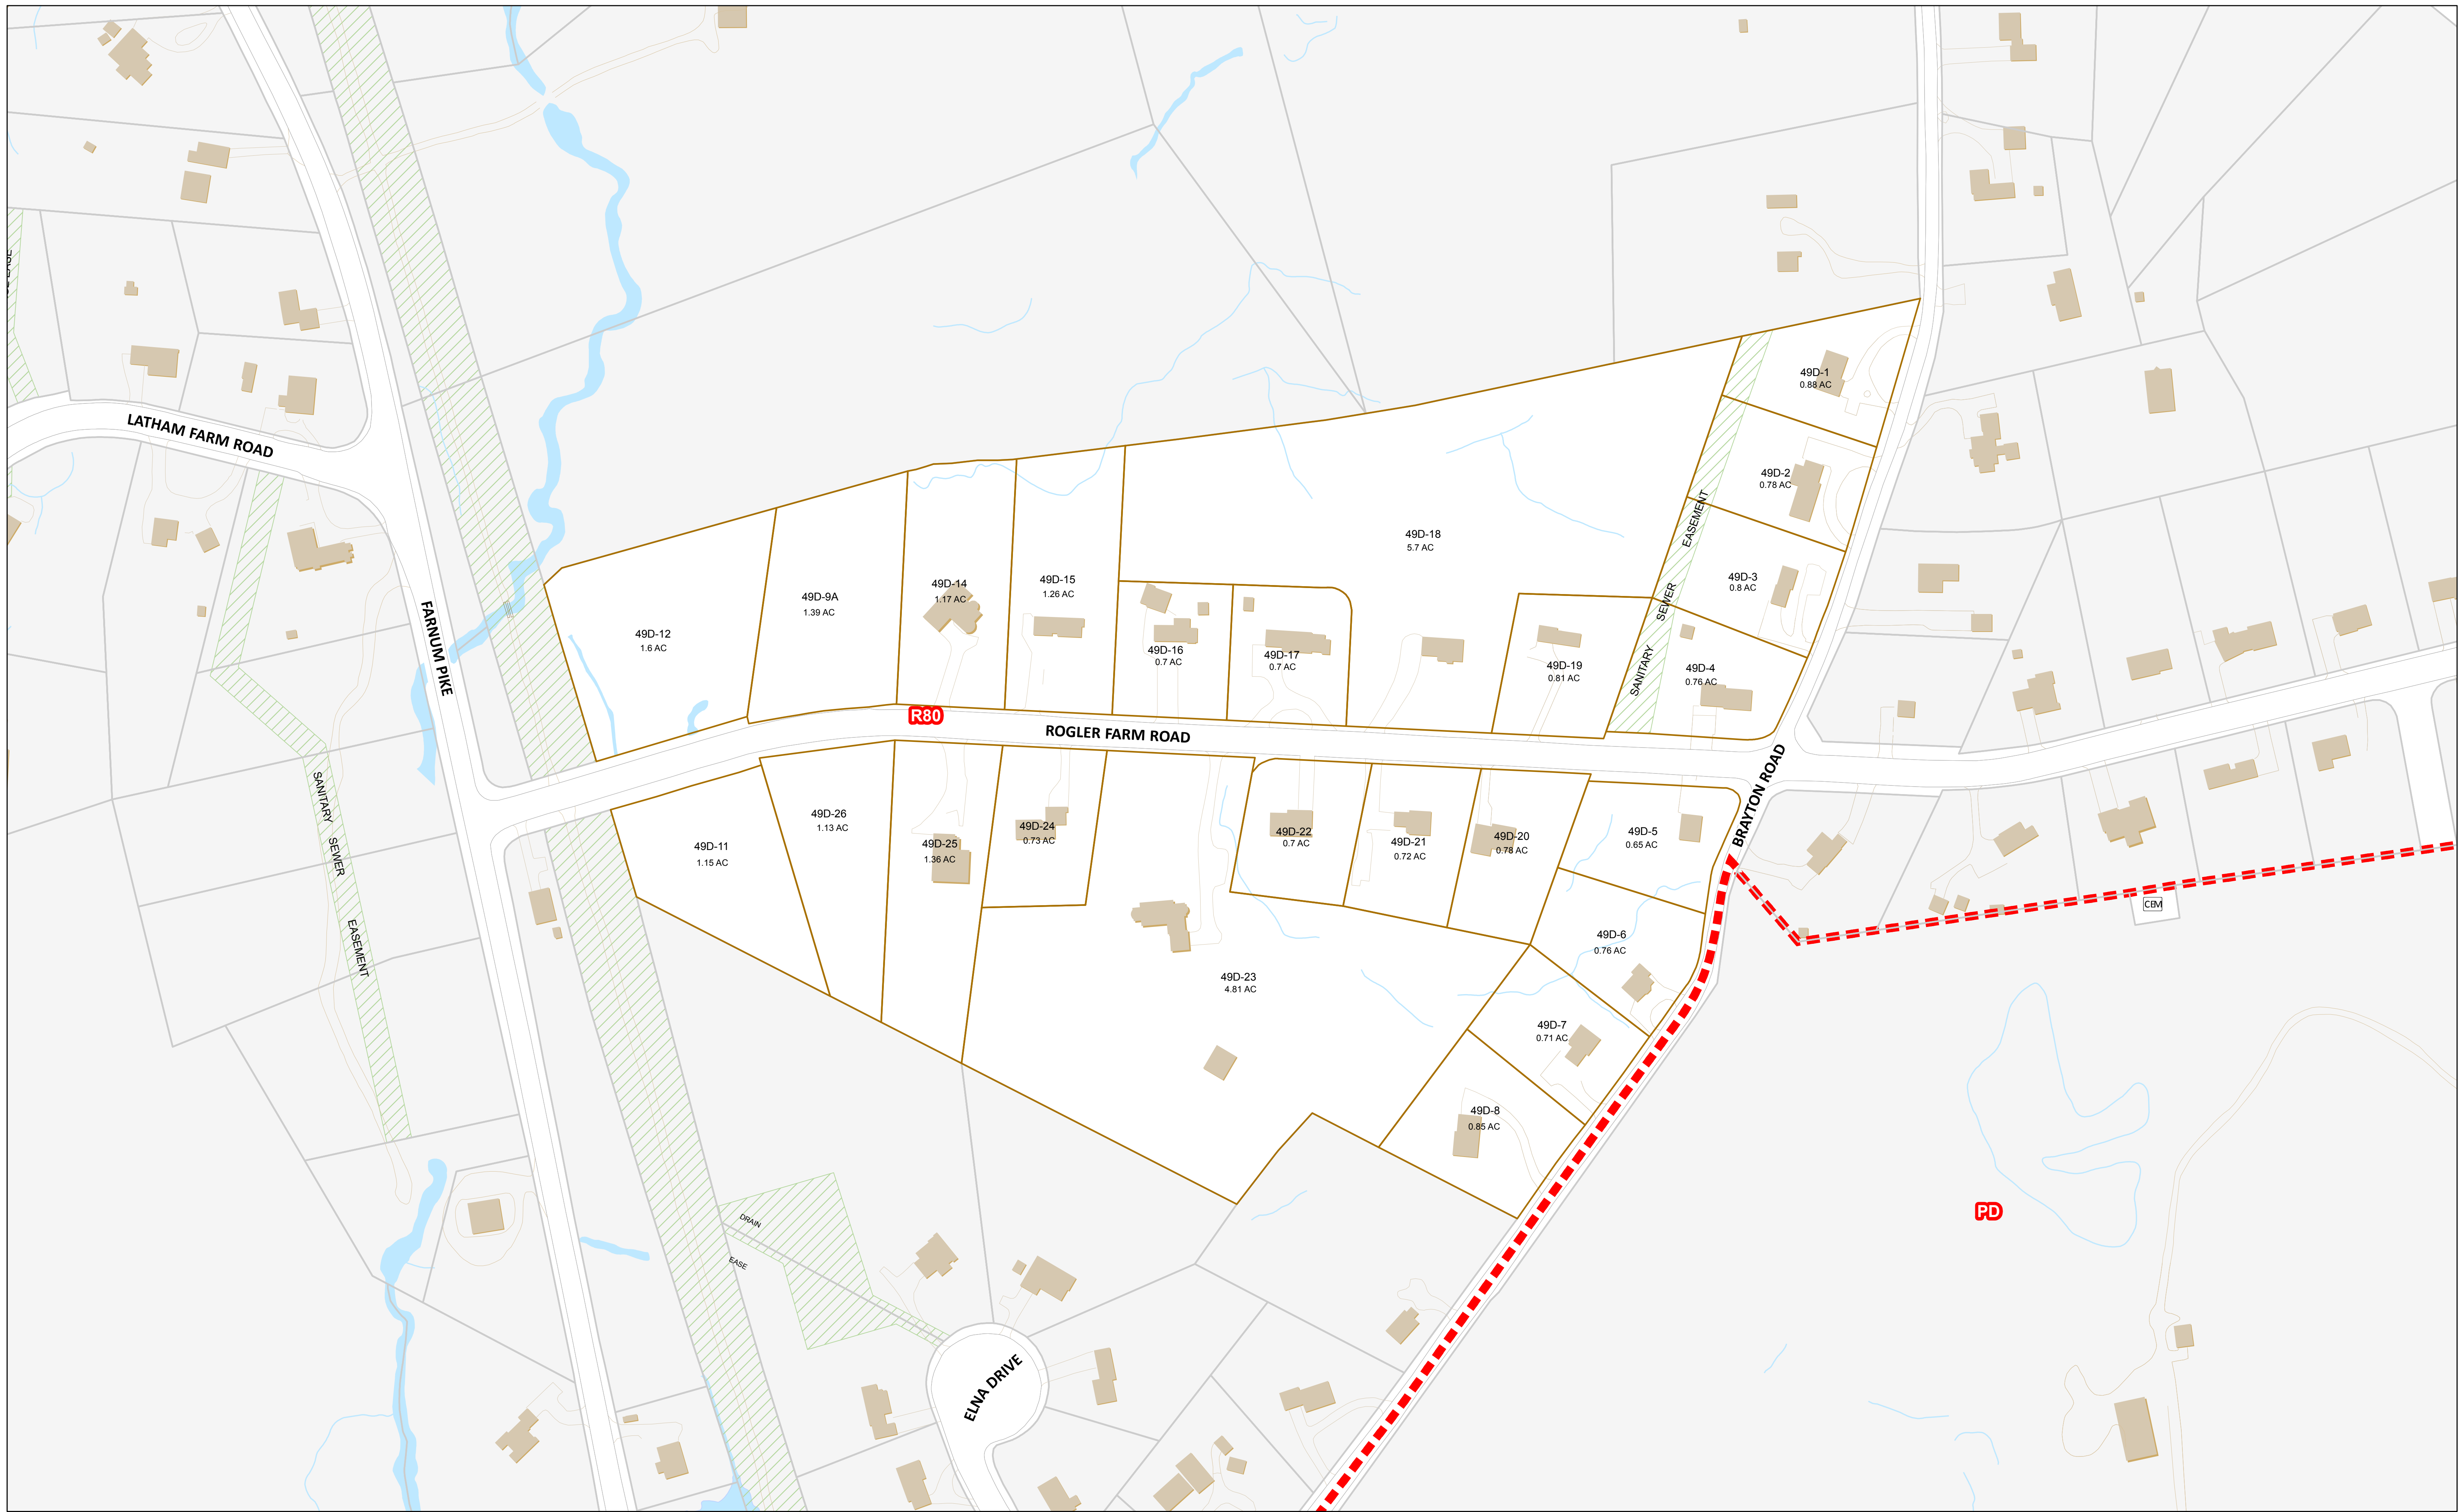 LATHAM FARM ROAD
FARNUM PIKE
49D-1
0.88 AC
49D-2
0.78 AC
49D-3
0.8 AC
49D-4
0.76 AC
SANITARY SEWER EASEMENT
49D-18
5.7 AC
49D-12
1.6 AC
49D-9A
1.39 AC
49D-14
1.17 AC
49D-15
1.26 AC
49D-16
0.7 AC
49D-17
0.7 AC
49D-19
0.81 AC
R80
ROGLER FARM ROAD
BRAYTON ROAD
SANITARY SEWER EASEMENT
49D-11
1.15 AC
49D-26
1.13 AC
49D-25
1.36 AC
49D-24
0.73 AC
49D-22
0.7 AC
49D-21
0.72 AC
49D-20
0.78 AC
49D-5
0.65 AC
49D-6
0.76 AC
49D-23
4.81 AC
49D-7
0.71 AC
49D-8
0.85 AC
CEM
PD
DRAIN
EASE
ELNA DRIVE